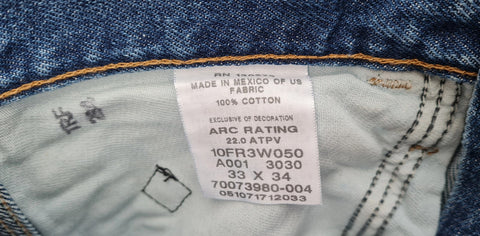 MADE IN MEXICO OF US
FABRIC
100% COTTON
EXCLUSIVE OF DECORATION
ARC RATING
22.0 ATPV
10FR3W050
A001 3030
33 X 34
70073980-004
051071712033